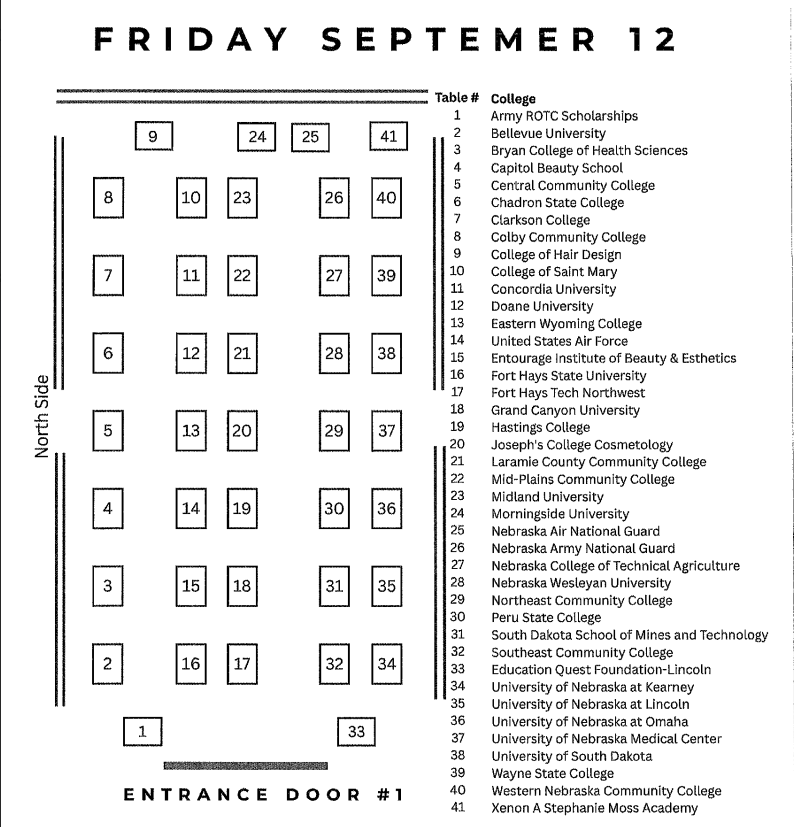 FRIDAY SEPTEMER 12
9 24 25 41
8 10 23 26 40
7 11 22 27 39
6 12 21 28 38
North Side
5 13 20 29 37
4 14 19 30 36
3 15 18 31 35
2 16 17 32 34
1 33
ENTRANCE DOOR #1
Table # College
1 Army ROTC Scholarships
2 Bellevue University
3 Bryan College of Health Sciences
4 Capitol Beauty School
5 Central Community College
6 Chadron State College
7 Clarkson College
8 Colby Community College
9 College of Hair Design
10 College of Saint Mary
11 Concordia University
12 Doane University
13 Eastern Wyoming College
14 United States Air Force
15 Entourage Institute of Beauty & Esthetics
16 Fort Hays State University
17 Fort Hays Tech Northwest
18 Grand Canyon University
19 Hastings College
20 Joseph's College Cosmetology
21 Laramie County Community College
22 Mid-Plains Community College
23 Midland University
24 Morningside University
25 Nebraska Air National Guard
26 Nebraska Army National Guard
27 Nebraska College of Technical Agriculture
28 Nebraska Wesleyan University
29 Northeast Community College
30 Peru State College
31 South Dakota School of Mines and Technology
32 Southeast Community College
33 Education Quest Foundation-Lincoln
34 University of Nebraska at Kearney
35 University of Nebraska at Lincoln
36 University of Nebraska at Omaha
37 University of Nebraska Medical Center
38 University of South Dakota
39 Wayne State College
40 Western Nebraska Community College
41 Xenon A Stephanie Moss Academy